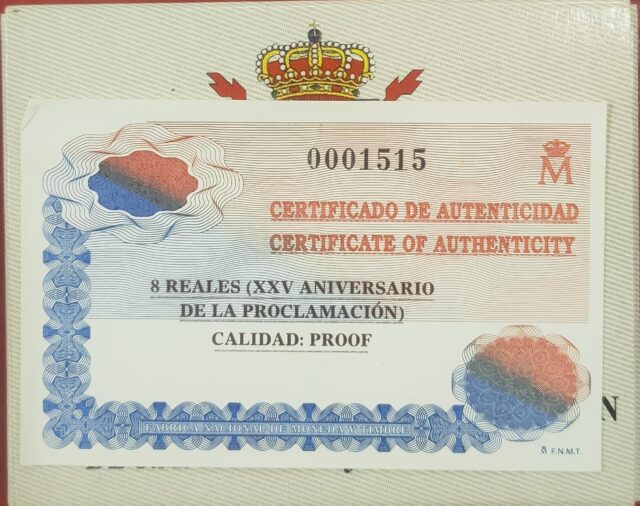 0001515
M
CERTIFICADO DE AUTENTICIDAD
CERTIFICATE OF AUTHENTICITY
8 REALES (XXV ANIVERSARIO
DE LA PROCLAMACIÓN)
CALIDAD: PROOF
FABRICA NACIONAL DE MONEDA Y TIMBRE
F.N.M.T.
N